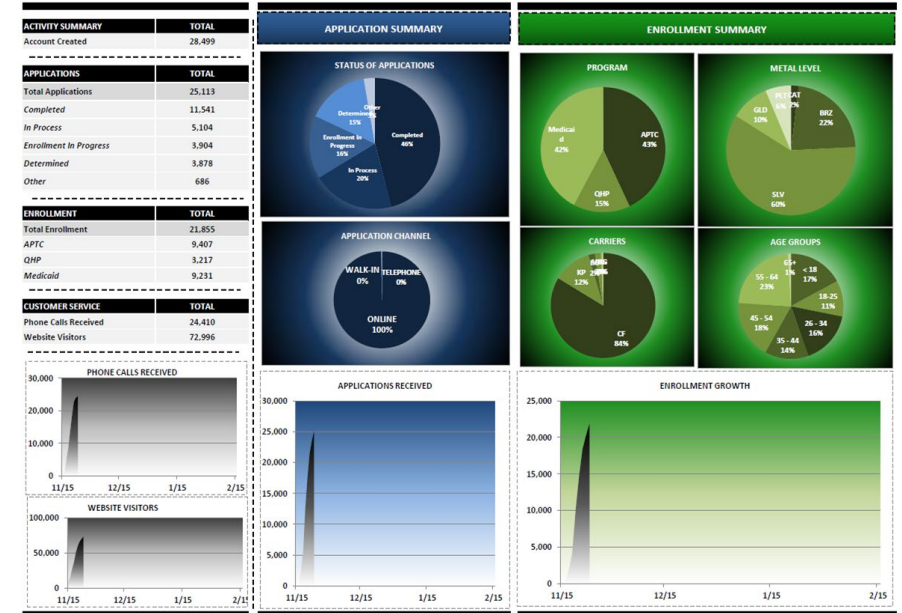 ACTIVITY SUMMARY TOTAL
Account Created 28,499
APPLICATIONS TOTAL
Total Applications 25,113
Completed 11,541
In Process 5,104
Enrollment In Progress 3,904
Determined 3,878
Other 686
ENROLLMENT TOTAL
Total Enrollment 21,855
APTC 9,407
QHP 3,217
Medicaid 9,231
CUSTOMER SERVICE TOTAL
Phone Calls Received 24,410
Website Visitors 72,996
PHONE CALLS RECEIVED
30,000
20,000
10,000
0
11/15 12/15 1/15 2/15
WEBSITE VISITORS
100,000
50,000
0
11/15 12/15 1/15 2/15
APPLICATION SUMMARY
STATUS OF APPLICATIONS
Other
Determined
15%
Completed
46%
Enrollment In
Progress
16%
In Process
20%
APPLICATION CHANNEL
WALK-IN
0%
TELEPHONE
0%
ONLINE
100%
APPLICATIONS RECEIVED
30,000
25,000
20,000
15,000
10,000
5,000
0
11/15 12/15 1/15 2/15
ENROLLMENT SUMMARY
PROGRAM
Medicai
d
42%
APTC
43%
QHP
15%
METAL LEVEL
CAT
2%
6%
GLD
10%
BRZ
22%
SLV
60%
CARRIERS
KP
12%
2%
CF
84%
AGE GROUPS
65+
1%
< 18
17%
55 - 64
23%
18-25
11%
45 - 54
18%
26 - 34
16%
35 - 44
14%
ENROLLMENT GROWTH
25,000
20,000
15,000
10,000
5,000
0
11/15 12/15 1/15 2/15